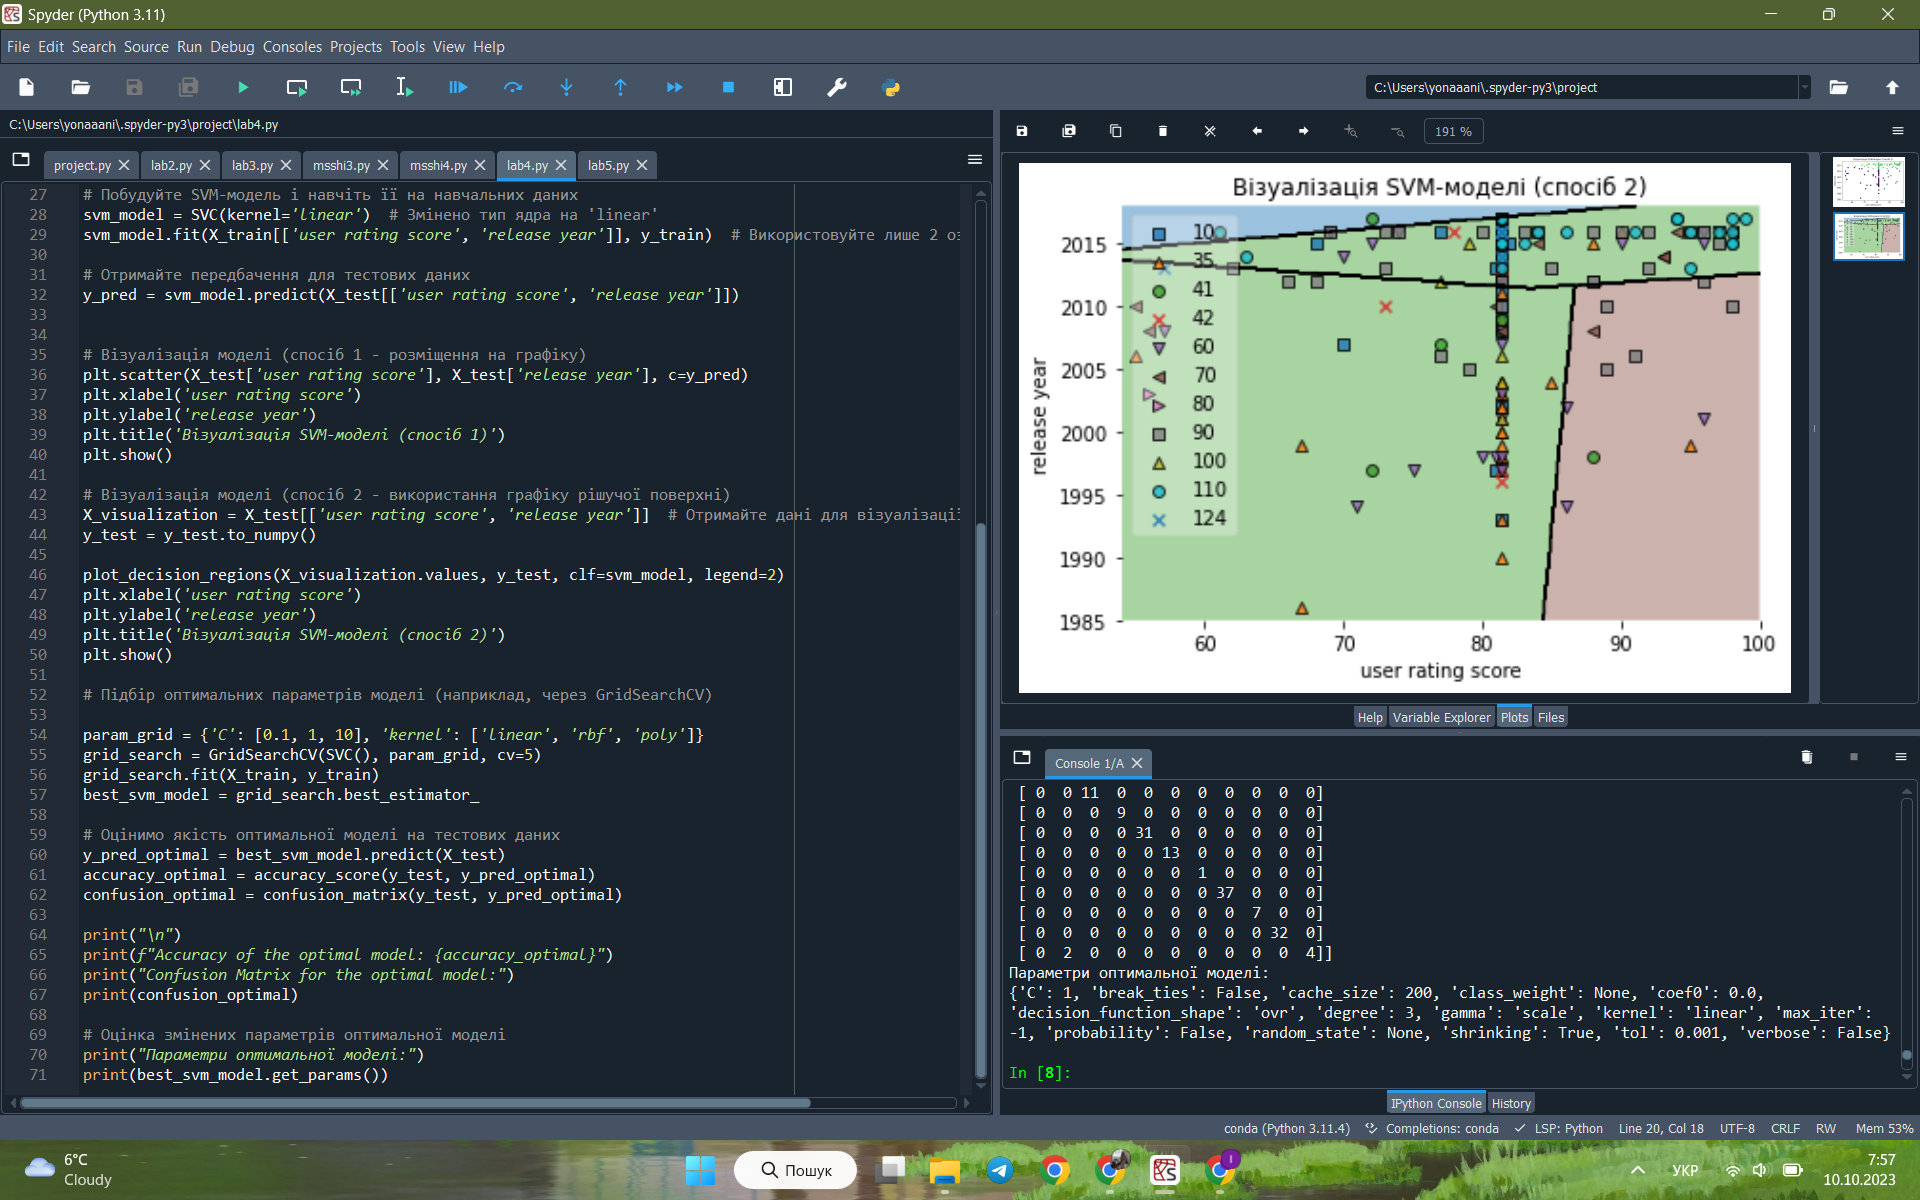 Spyder (Python 3.11)
File Edit Search Source Run Debug Consoles Projects Tools View Help
C:\Users\yonaaani\.spyder-py3\project
C:\Users\yonaaani\.spyder-py3\project\lab4.py
project.py lab2.py lab3.py msshi3.py msshi4.py lab4.py lab5.py
27 # Побудуйте SVM-модель і навчіть її на навчальних даних
28 svm_model = SVC(kernel='linear')  # Змінено тип ядра на 'linear'
29 svm_model.fit(X_train[['user rating score', 'release year']], y_train)  # Використовуйте лише 2 оз
30
31 # Отримайте передбачення для тестових даних
32 y_pred = svm_model.predict(X_test[['user rating score', 'release year']])
33
34
35 # Візуалізація моделі (спосіб 1 - розміщення на графіку)
36 plt.scatter(X_test['user rating score'], X_test['release year'], c=y_pred)
37 plt.xlabel('user rating score')
38 plt.ylabel('release year')
39 plt.title('Візуалізація SVM-моделі (спосіб 1)')
40 plt.show()
41
42 # Візуалізація моделі (спосіб 2 - використання графіку рішучої поверхні)
43 X_visualization = X_test[['user rating score', 'release year']]  # Отримайте дані для візуалізації
44 y_test = y_test.to_numpy()
45
46 plot_decision_regions(X_visualization.values, y_test, clf=svm_model, legend=2)
47 plt.xlabel('user rating score')
48 plt.ylabel('release year')
49 plt.title('Візуалізація SVM-моделі (спосіб 2)')
50 plt.show()
51
52 # Підбір оптимальних параметрів моделі (наприклад, через GridSearchCV)
53
54 param_grid = {'C': [0.1, 1, 10], 'kernel': ['linear', 'rbf', 'poly']}
55 grid_search = GridSearchCV(SVC(), param_grid, cv=5)
56 grid_search.fit(X_train, y_train)
57 best_svm_model = grid_search.best_estimator_
58
59 # Оцінимо якість оптимальної моделі на тестових даних
60 y_pred_optimal = best_svm_model.predict(X_test)
61 accuracy_optimal = accuracy_score(y_test, y_pred_optimal)
62 confusion_optimal = confusion_matrix(y_test, y_pred_optimal)
63
64 print("\n")
65 print(f"Accuracy of the optimal model: {accuracy_optimal}")
66 print("Confusion Matrix for the optimal model:")
67 print(confusion_optimal)
68
69 # Оцінка змінених параметрів оптимальної моделі
70 print("Параметри оптимальної моделі:")
71 print(best_svm_model.get_params())
191 %
Візуалізація SVM-моделі (спосіб 2)
release year
2015
2010
2005
2000
1995
1990
1985
10
35
41
42
60
70
80
90
100
110
124
60 70 80 90 100
user rating score
Help Variable Explorer Plots Files
Console 1/A
[ 0 0 11 0 0 0 0 0 0 0 0]
[ 0 0 0 9 0 0 0 0 0 0 0]
[ 0 0 0 0 31 0 0 0 0 0 0]
[ 0 0 0 0 0 13 0 0 0 0 0]
[ 0 0 0 0 0 0 1 0 0 0 0]
[ 0 0 0 0 0 0 0 37 0 0 0]
[ 0 0 0 0 0 0 0 0 7 0 0]
[ 0 0 0 0 0 0 0 0 0 32 0]
[ 0 2 0 0 0 0 0 0 0 0 4]]
Параметри оптимальної моделі:
{'C': 1, 'break_ties': False, 'cache_size': 200, 'class_weight': None, 'coef0': 0.0,
'decision_function_shape': 'ovr', 'degree': 3, 'gamma': 'scale', 'kernel': 'linear', 'max_iter':
-1, 'probability': False, 'random_state': None, 'shrinking': True, 'tol': 0.001, 'verbose': False}
In [8]:
IPython Console History
conda (Python 3.11.4) Completions: conda LSP: Python Line 20, Col 18 UTF-8 CRLF RW Mem 53%
6°C
Cloudy
Пошук
УКР
7:57
10.10.2023